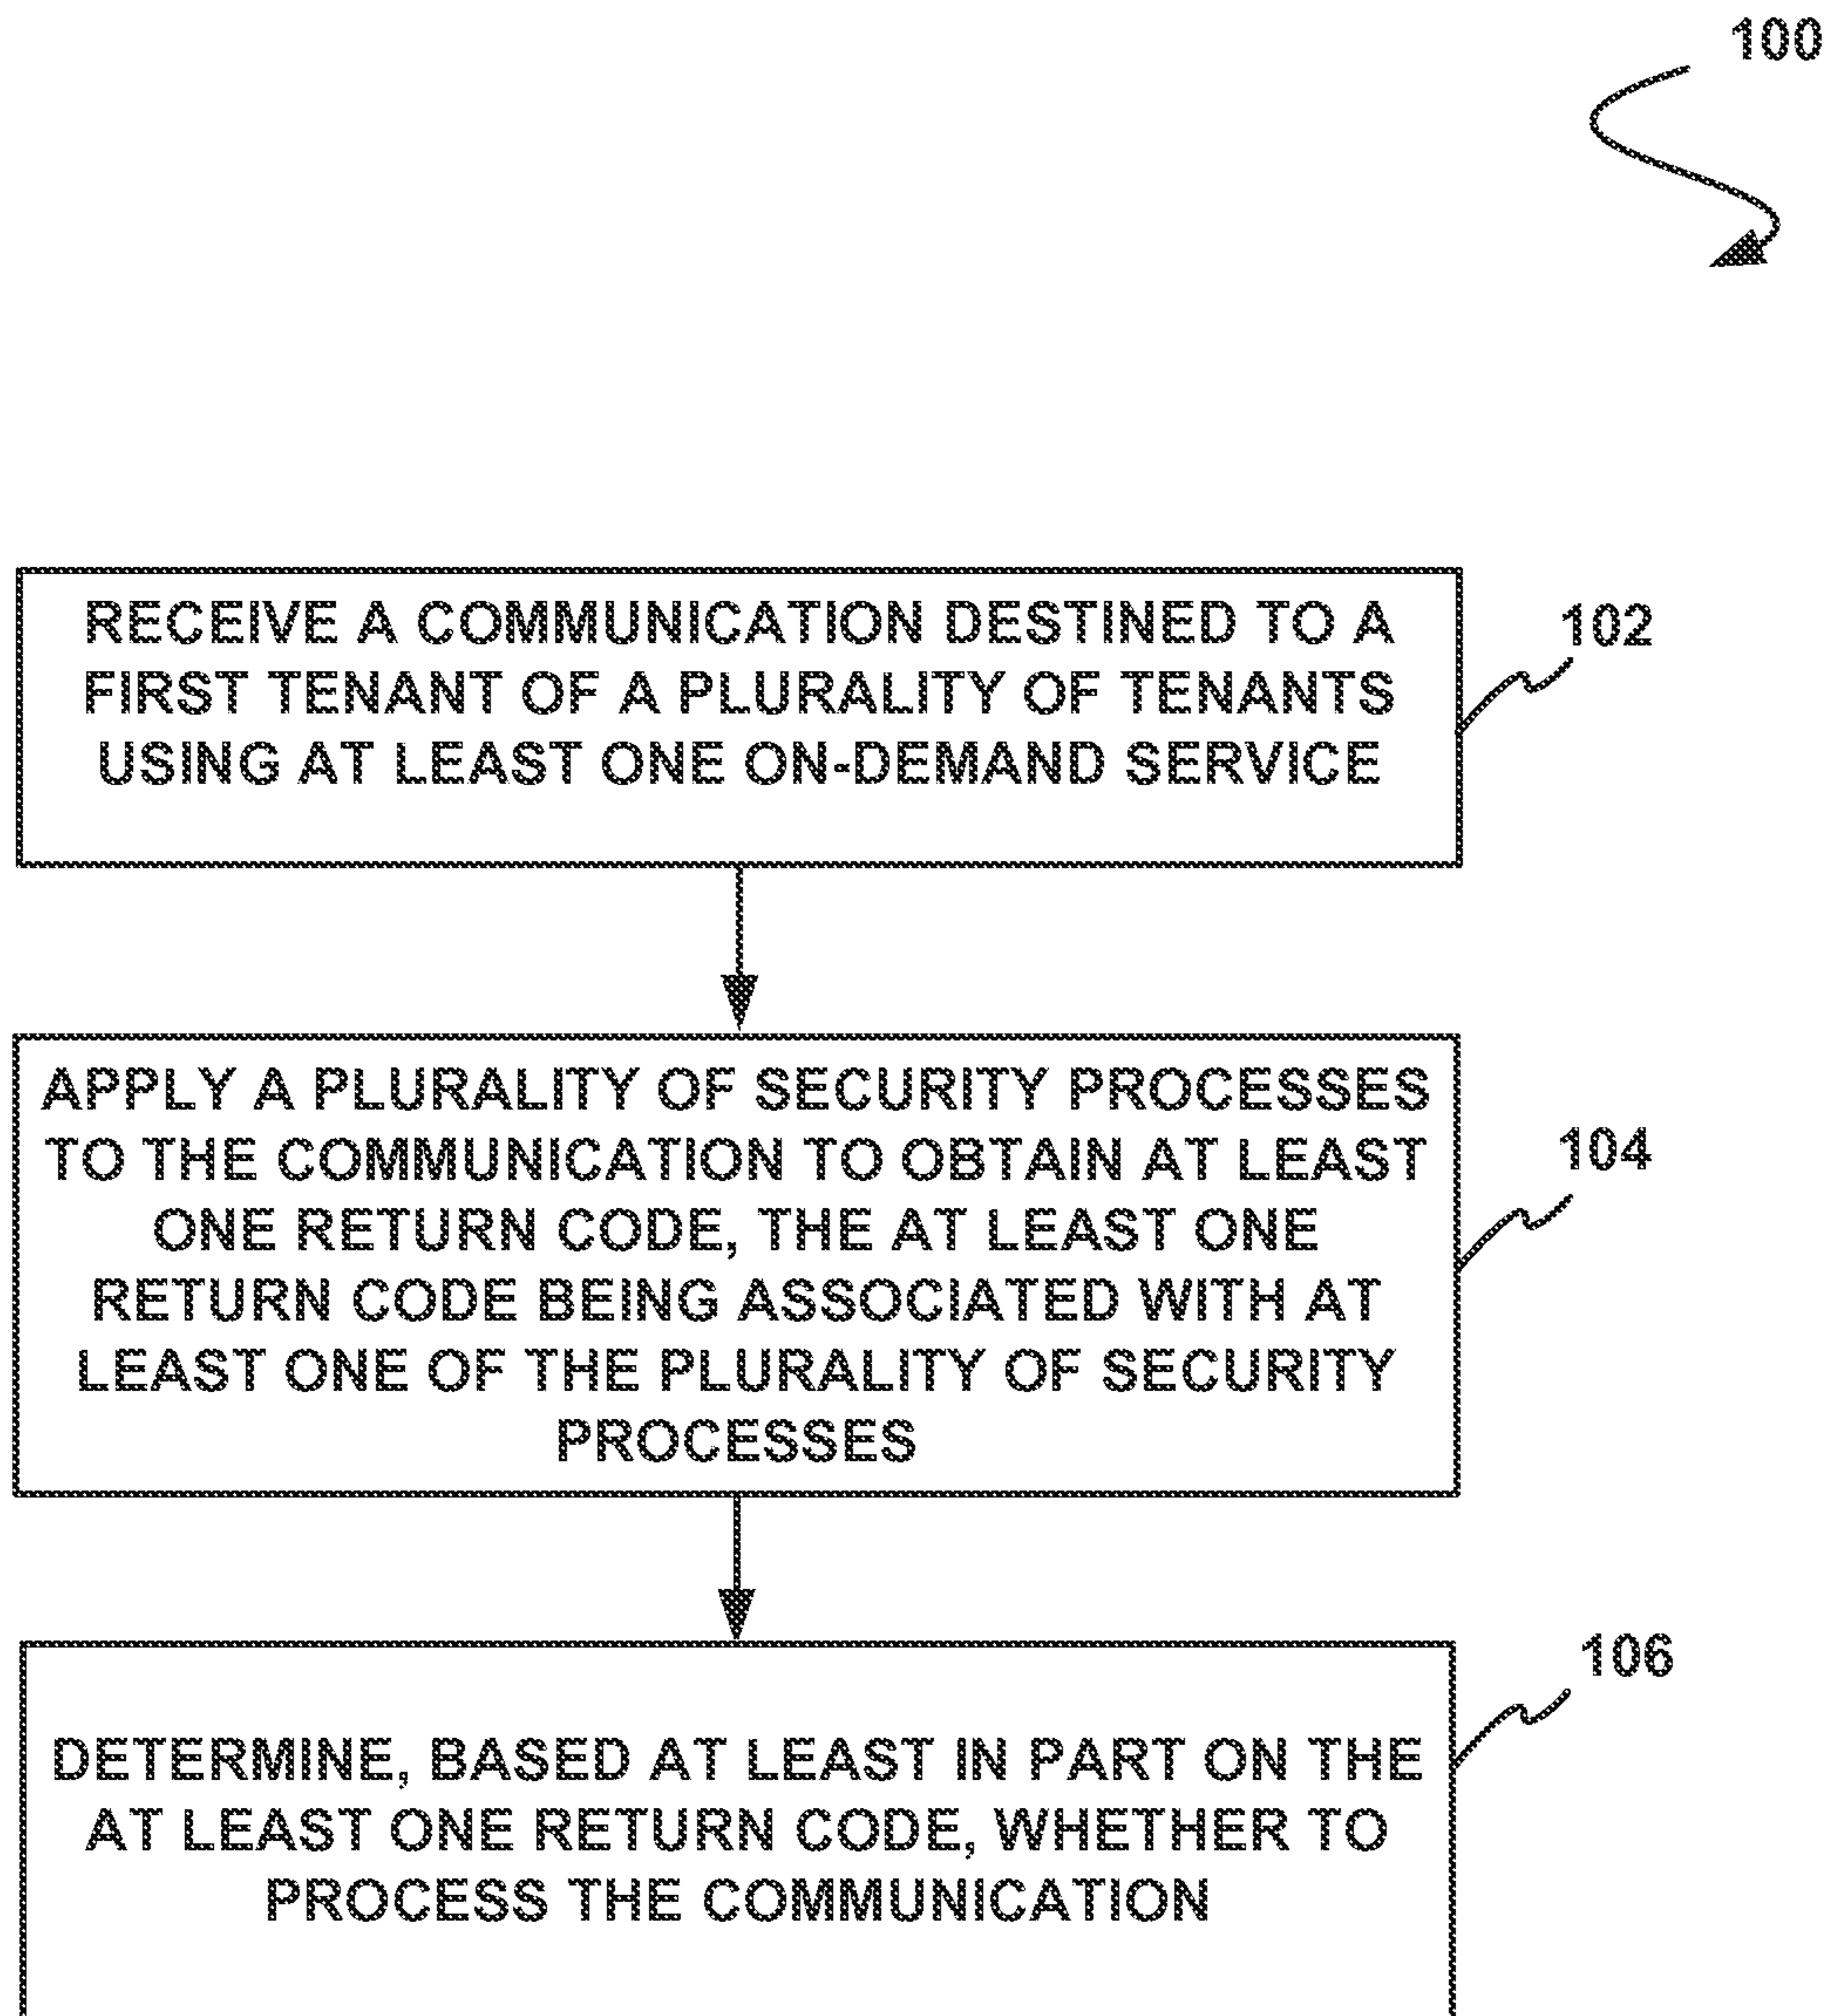 100
RECEIVE A COMMUNICATION DESTINED TO A
FIRST TENANT OF A PLURALITY OF TENANTS
USING AT LEAST ONE ON-DEMAND SERVICE
102
APPLY A PLURALITY OF SECURITY PROCESSES
TO THE COMMUNICATION TO OBTAIN AT LEAST
ONE RETURN CODE, THE AT LEAST ONE
RETURN CODE BEING ASSOCIATED WITH AT
LEAST ONE OF THE PLURALITY OF SECURITY
PROCESSES
104
DETERMINE, BASED AT LEAST IN PART ON THE
AT LEAST ONE RETURN CODE, WHETHER TO
PROCESS THE COMMUNICATION
106